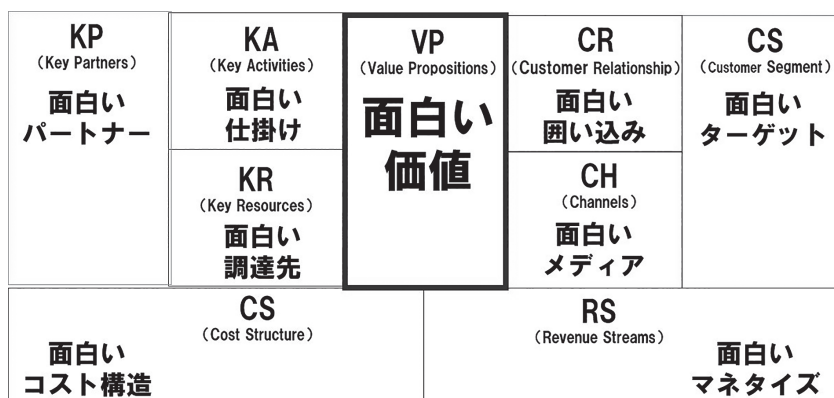 KP
(Key Partners)
面白い
パートナー
KA
(Key Activities)
面白い
仕掛け
KR
(Key Resources)
面白い
調達先
VP
(Value Propositions)
面白い
価値
CR
(Customer Relationship)
面白い
囲い込み
CH
(Channels)
面白い
メディア
CS
(Customer Segment)
面白い
ターゲット
CS
(Cost Structure)
面白い
コスト構造
RS
(Revenue Streams)
面白い
マネタイズ